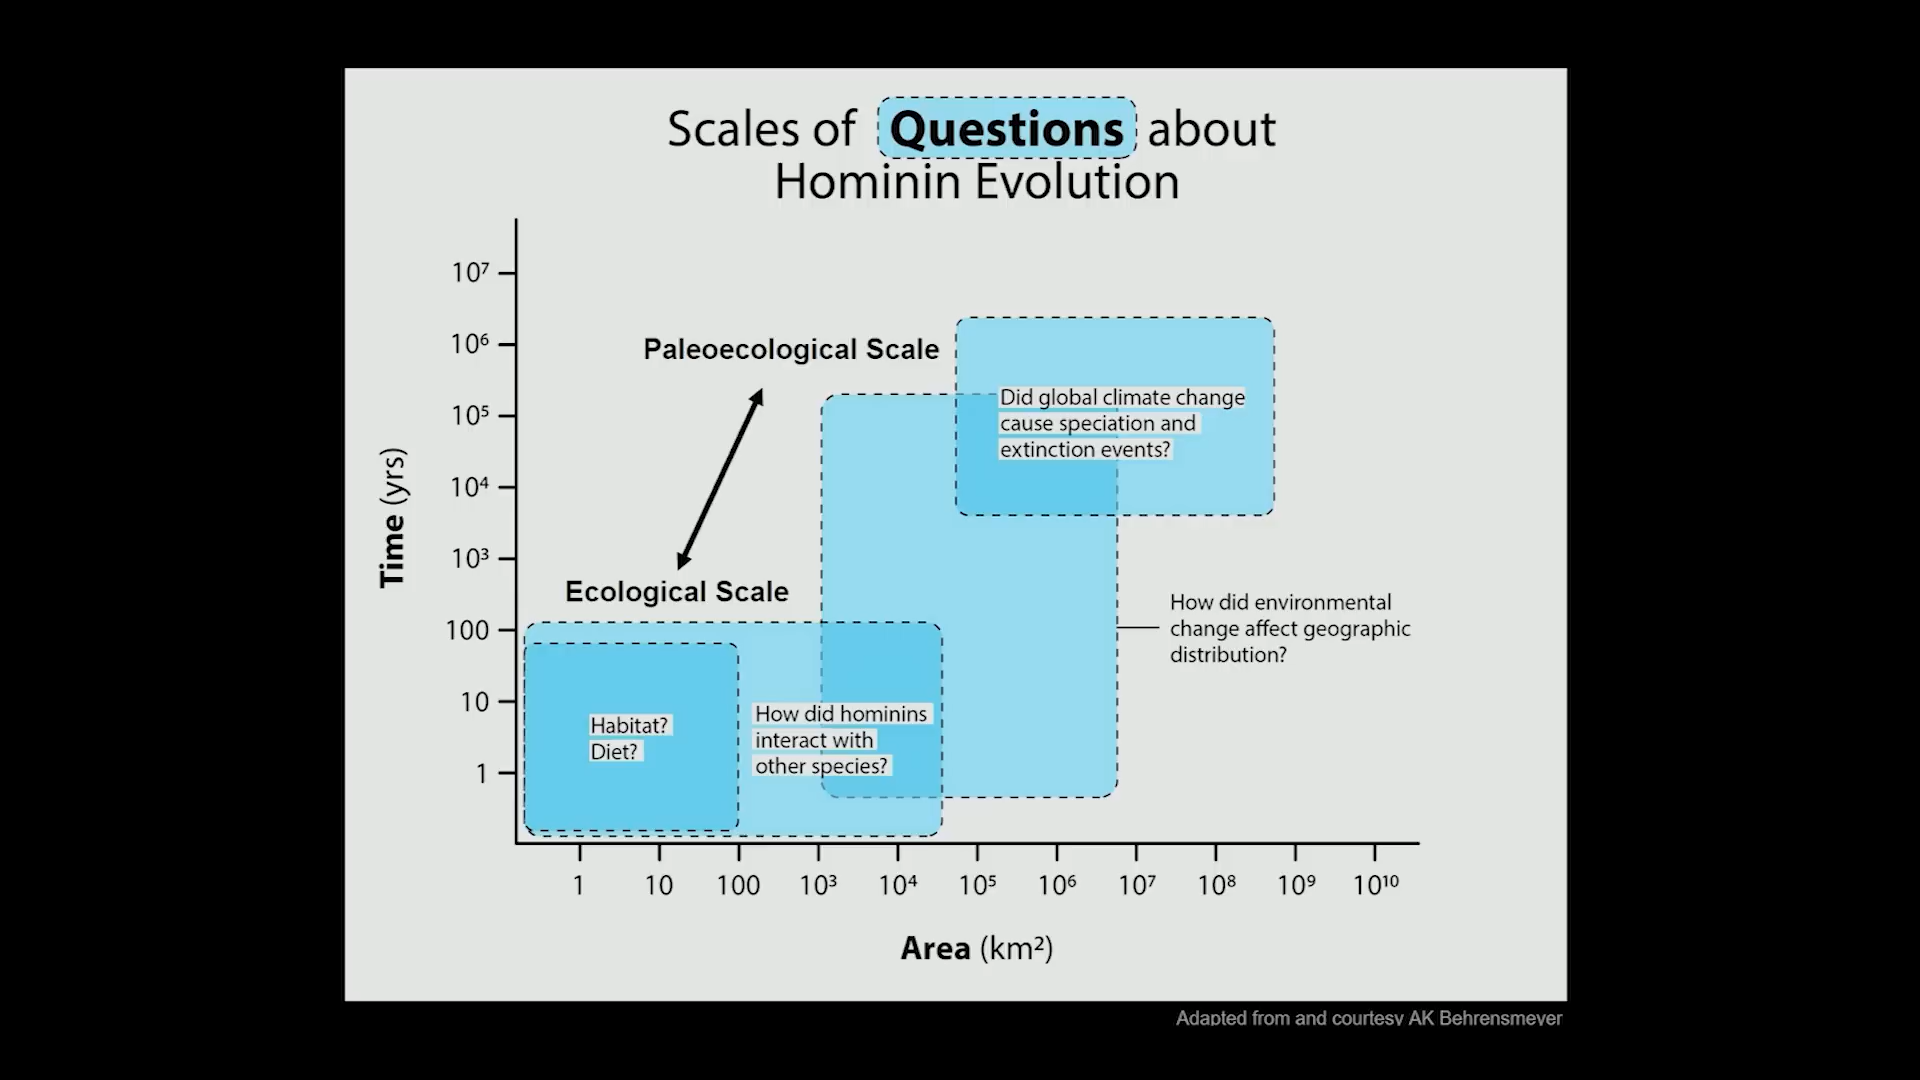 Scales of Questions about
Hominin Evolution
10⁷
10⁶
10⁵
10⁴
10³
100
10
1
Time (yrs)
Paleoecological Scale
Ecological Scale
Did global climate change
cause speciation and
extinction events?
How did environmental
change affect geographic
distribution?
Habitat?
Diet?
How did hominins
interact with
other species?
1 10 100 10³ 10⁴ 10⁵ 10⁶ 10⁷ 10⁸ 10⁹ 10¹⁰
Area (km²)
Adapted from and courtesy AK Behrensmeyer